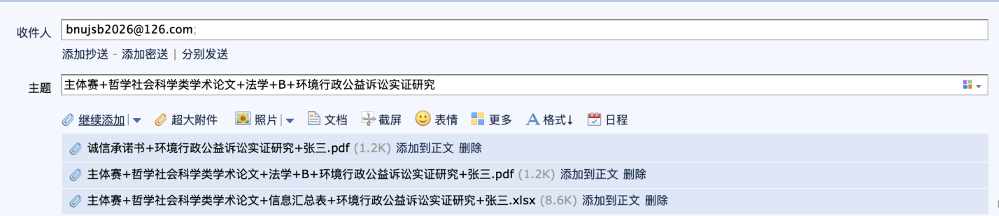 收件人 bnujsb2026@126.com;
添加抄送 - 添加密送 | 分别发送
主题 主体赛+哲学社会科学类学术论文+法学+B+环境行政公益诉讼实证研究
继续添加 | 超大附件 照片 | 文档 截屏 表情 更多 格式↓ 日程
诚信承诺书+环境行政公益诉讼实证研究+张三.pdf (1.2K) 添加到正文 删除
主体赛+哲学社会科学类学术论文+法学+B+环境行政公益诉讼实证研究+张三.pdf (1.2K) 添加到正文 删除
主体赛+哲学社会科学类学术论文+信息汇总表+环境行政公益诉讼实证研究+张三.xlsx (8.6K) 添加到正文 删除